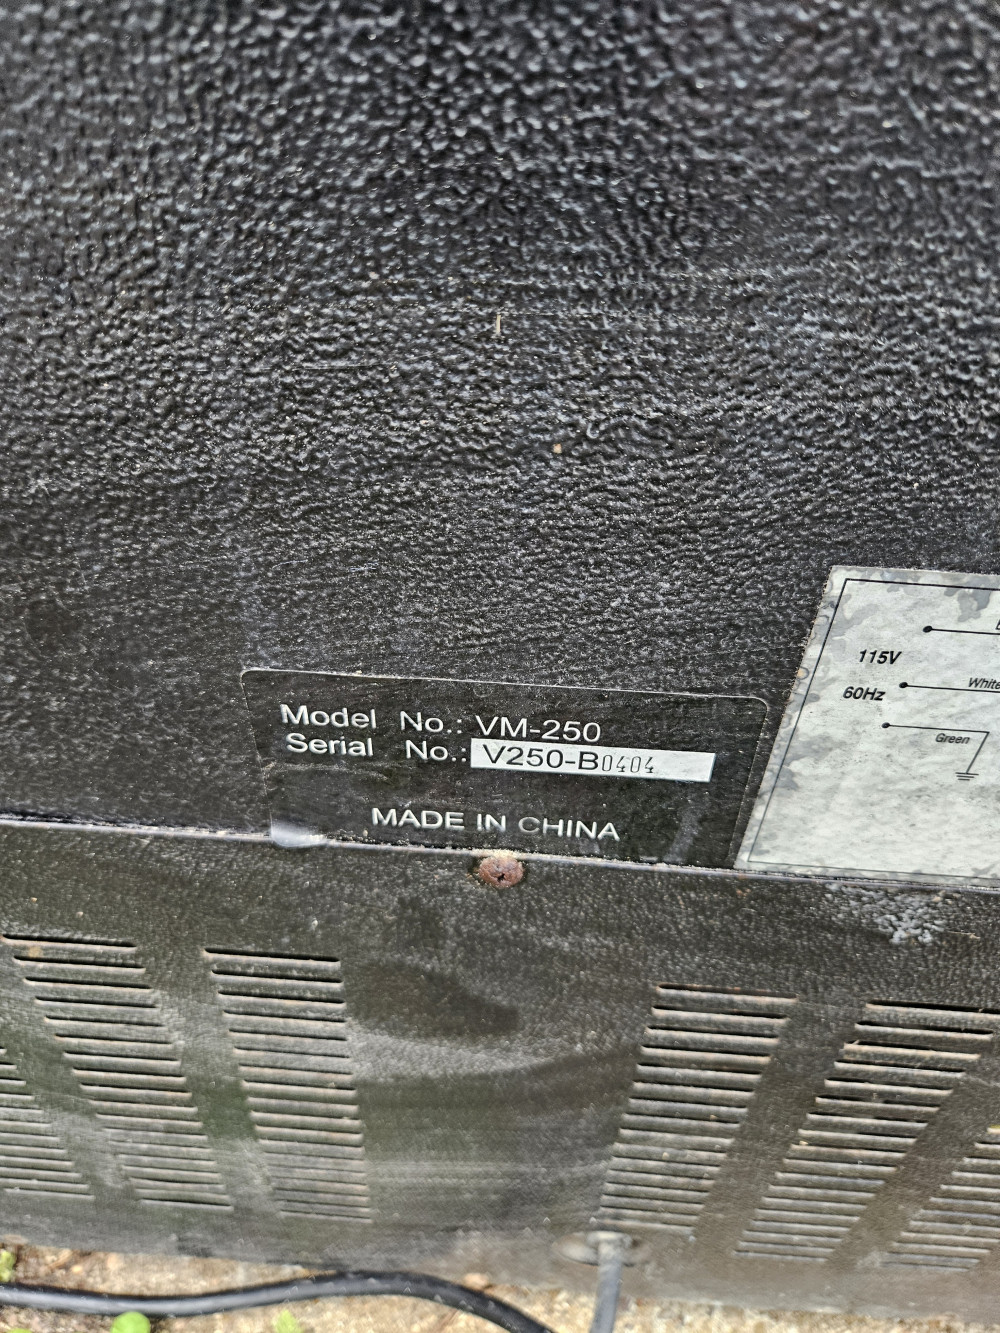 Model No.: VM-250
Serial No.: V250-B0404
MADE IN CHINA
115V
60Hz
White
Green